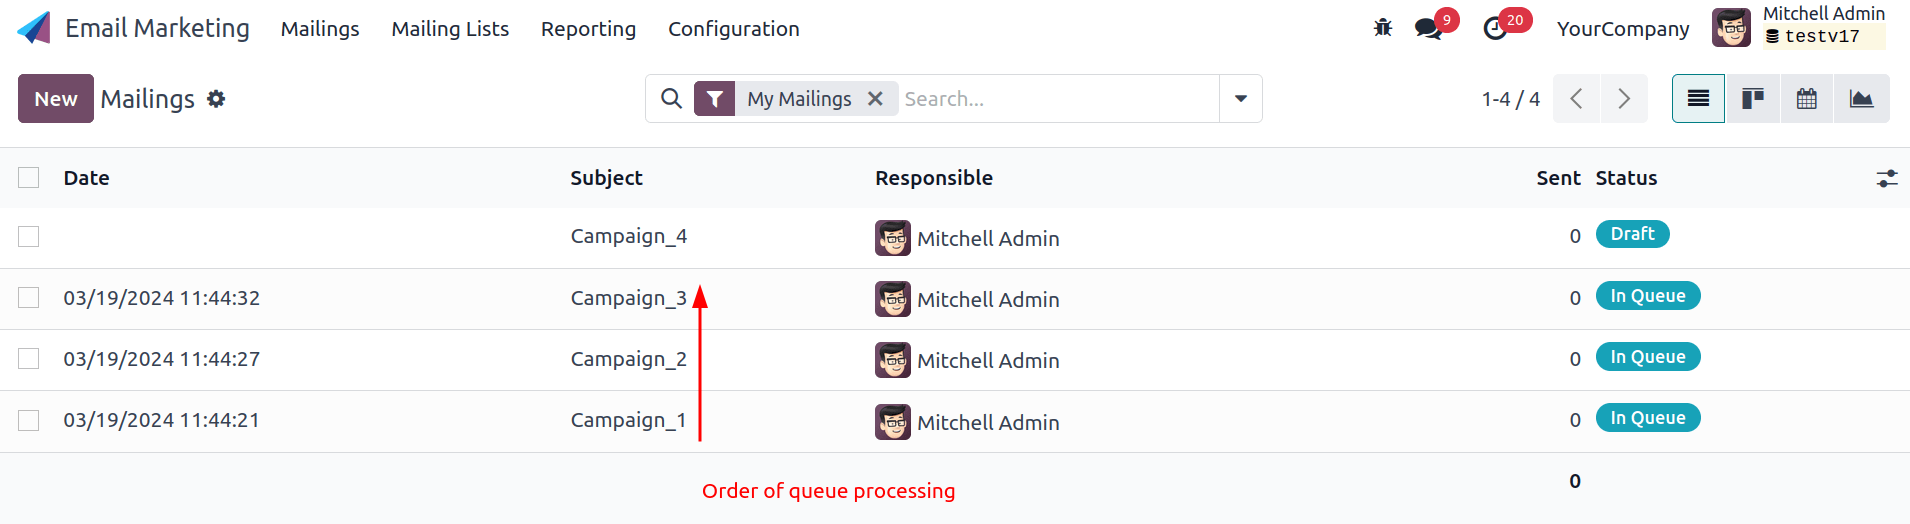 Email Marketing Mailings Mailing Lists Reporting Configuration 9 20 YourCompany Mitchell Admin
testv17
New Mailings My Mailings Search... 1-4 / 4
Date Subject Responsible Sent Status
Campaign_4 Mitchell Admin 0 Draft
03/19/2024 11:44:32 Campaign_3 Mitchell Admin 0 In Queue
03/19/2024 11:44:27 Campaign_2 Mitchell Admin 0 In Queue
03/19/2024 11:44:21 Campaign_1 Mitchell Admin 0 In Queue
Order of queue processing 0